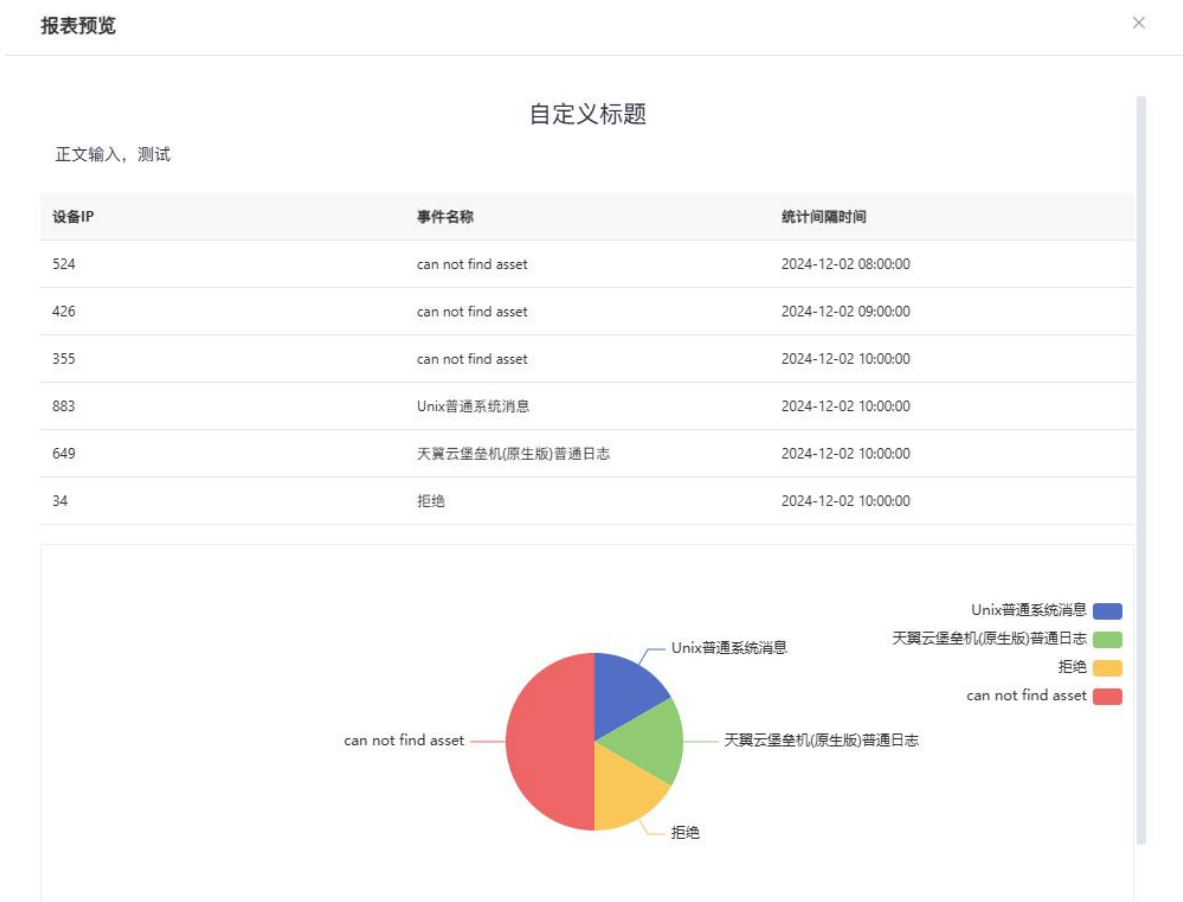 报表预览
自定义标题
正文输入，测试
设备IP 事件名称 统计间隔时间
524 can not find asset 2024-12-02 08:00:00
426 can not find asset 2024-12-02 09:00:00
355 can not find asset 2024-12-02 10:00:00
883 Unix普通系统消息 2024-12-02 10:00:00
649 天翼云堡垒机(原生版)普通日志 2024-12-02 10:00:00
34 拒绝 2024-12-02 10:00:00
Unix普通系统消息
天翼云堡垒机(原生版)普通日志
拒绝
can not find asset
Unix普通系统消息
can not find asset
天翼云堡垒机(原生版)普通日志
拒绝